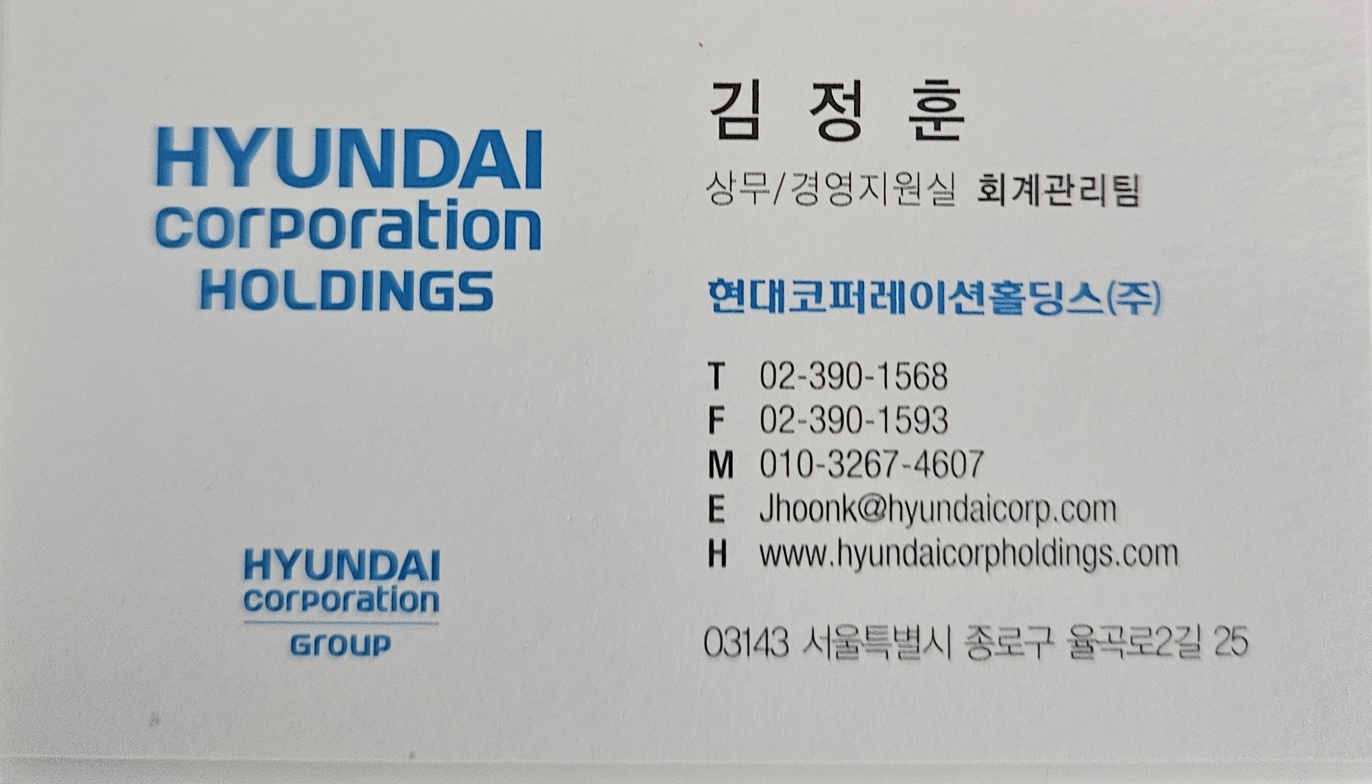 HYUNDAI
corporation
HOLDINGS
HYUNDAI
corporation
GROUP
김 정 훈
상무/경영지원실 회계관리팀
현대코퍼레이션홀딩스(주)
T 02-390-1568
F 02-390-1593
M 010-3267-4607
E Jhoonk@hyundaicorp.com
H www.hyundaicorpholdings.com
03143 서울특별시 종로구 율곡로2길 25